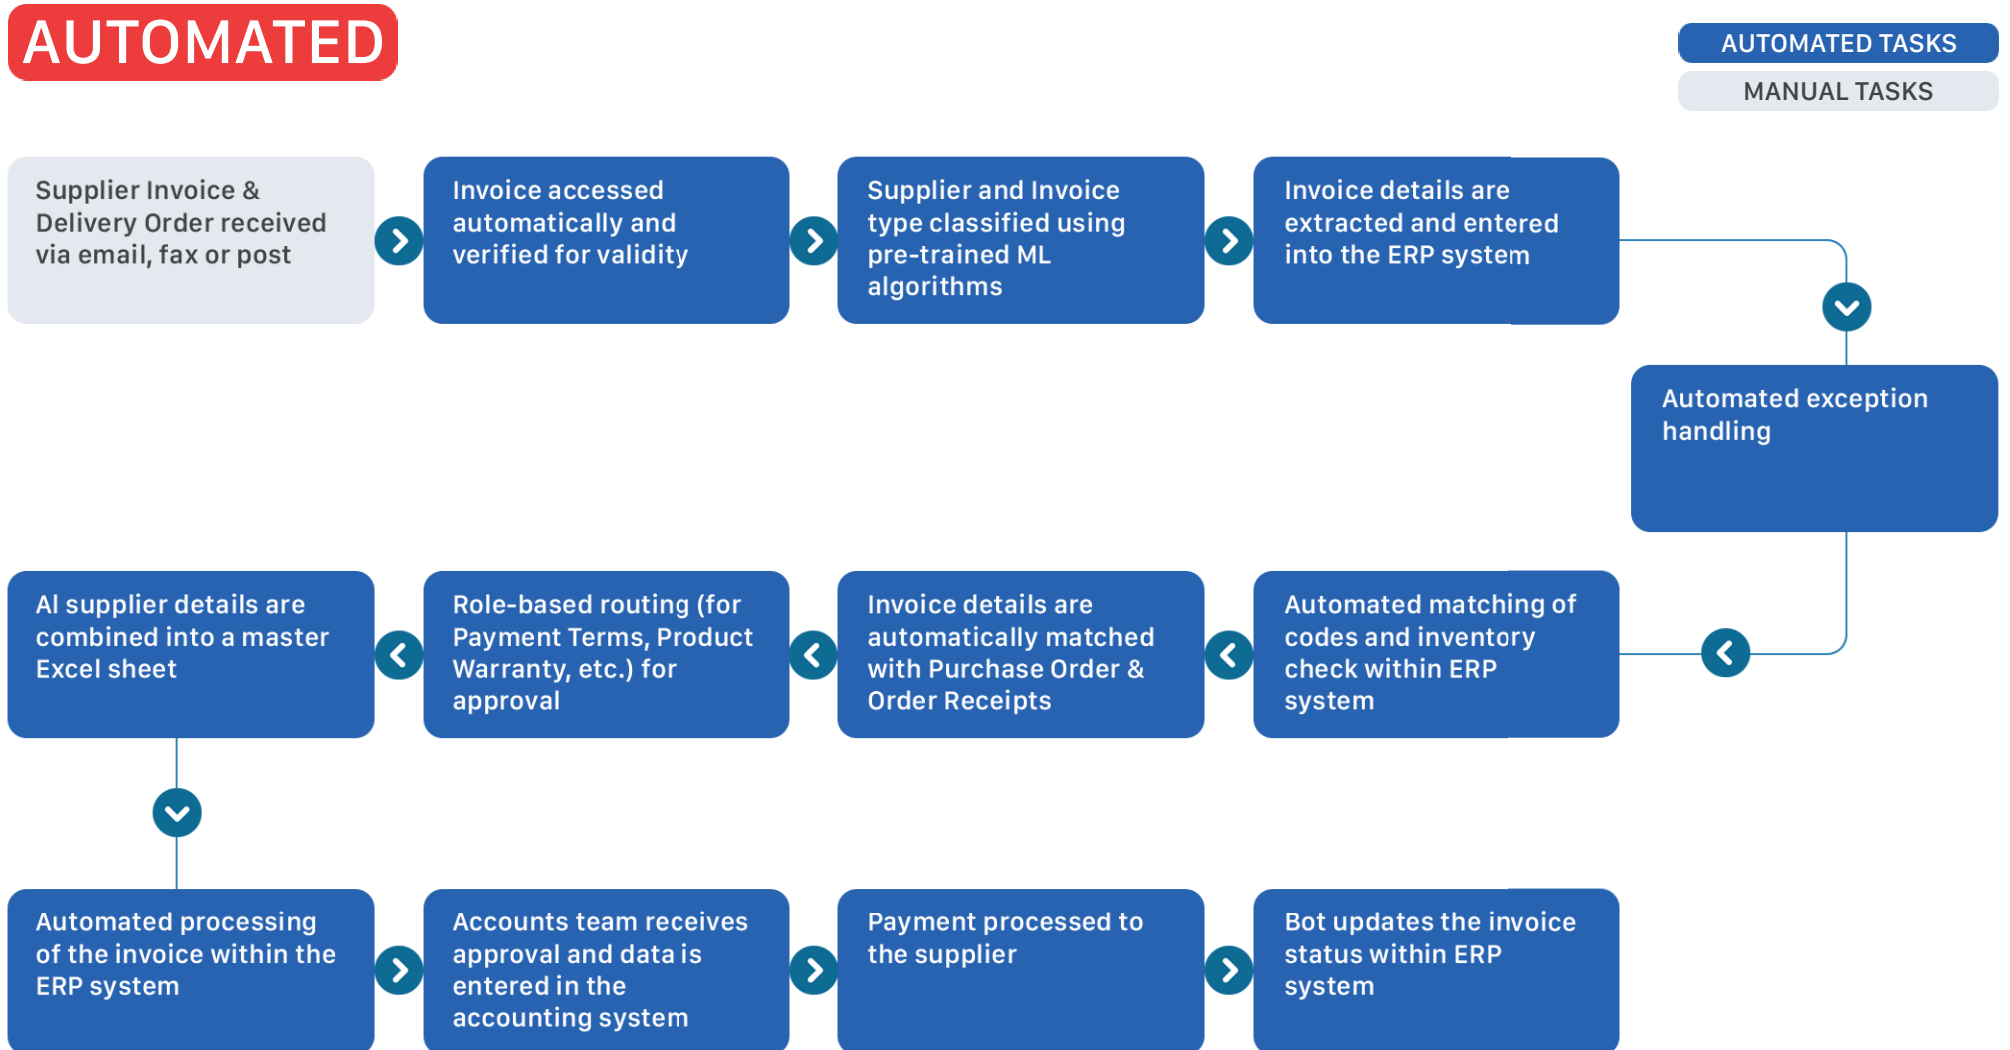 AUTOMATED
AUTOMATED TASKS
MANUAL TASKS
Supplier Invoice &
Delivery Order received
via email, fax or post
Invoice accessed
automatically and
verified for validity
Supplier and Invoice
type classified using
pre-trained ML
algorithms
Invoice details are
extracted and entered
into the ERP system
Automated exception
handling
Automated matching of
codes and inventory
check within ERP
system
Invoice details are
automatically matched
with Purchase Order &
Order Receipts
Role-based routing (for
Payment Terms, Product
Warranty, etc.) for
approval
Al supplier details are
combined into a master
Excel sheet
Automated processing
of the invoice within the
ERP system
Accounts team receives
approval and data is
entered in the
accounting system
Payment processed to
the supplier
Bot updates the invoice
status within ERP
system